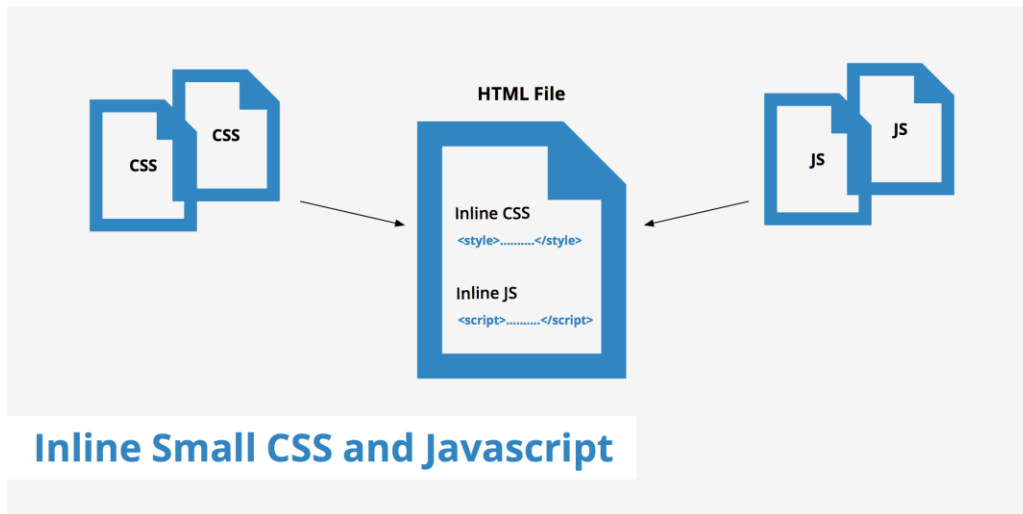 HTML File
CSS
CSS
JS
JS
Inline CSS
<style>..........</style>
Inline JS
<script>..........</script>
Inline Small CSS and Javascript